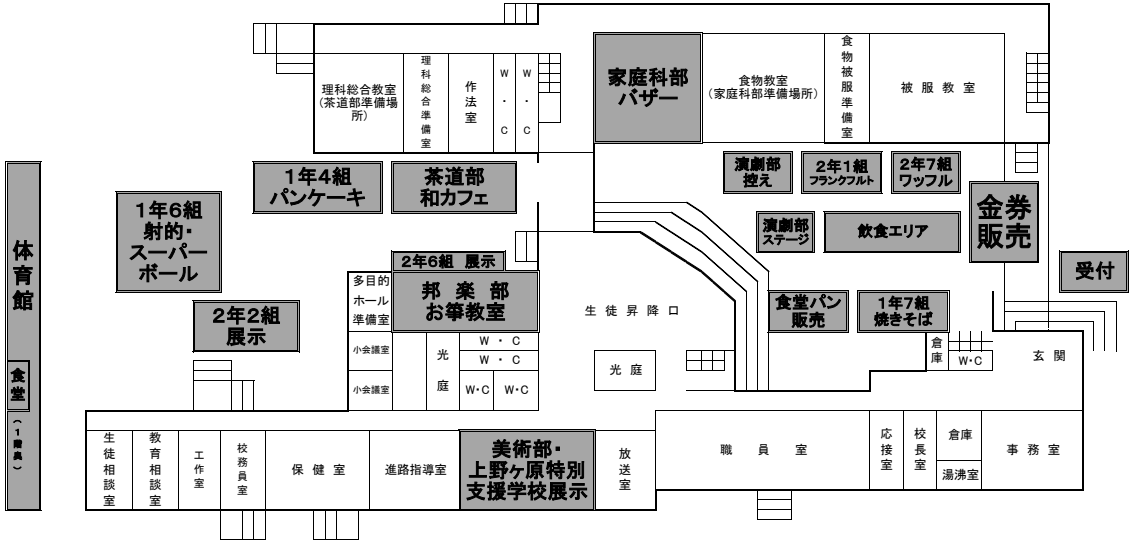 理科総合教室
(茶道部準備場
所)
理科総合準備室
作法室
W・C
W・C
家庭科部
バザー
食物教室
(家庭科部準備場所)
食物被服準備室
被服教室
1年4組
パンケーキ
茶道部
和カフェ
演劇部
控え
2年1組
フランクフルト
2年7組
ワッフル
金券
販売
1年6組
射的・
スーパー
ボール
演劇部
ステージ
飲食エリア
受付
体育館
食堂
(1階奥)
2年6組 展示
多目的
ホール
準備室
邦楽部
お箏教室
2年2組
展示
生徒昇降口
食堂パン
販売
1年7組
焼きそば
小会議室
小会議室
光庭
W・C
W・C
W・C
W・C
光庭
倉庫
W・C
玄関
生徒相談室
教育相談室
工作室
校務員室
保健室
進路指導室
美術部・
上野ヶ原特別
支援学校展示
放送室
職員室
応接室
校長室
倉庫
湯沸室
事務室